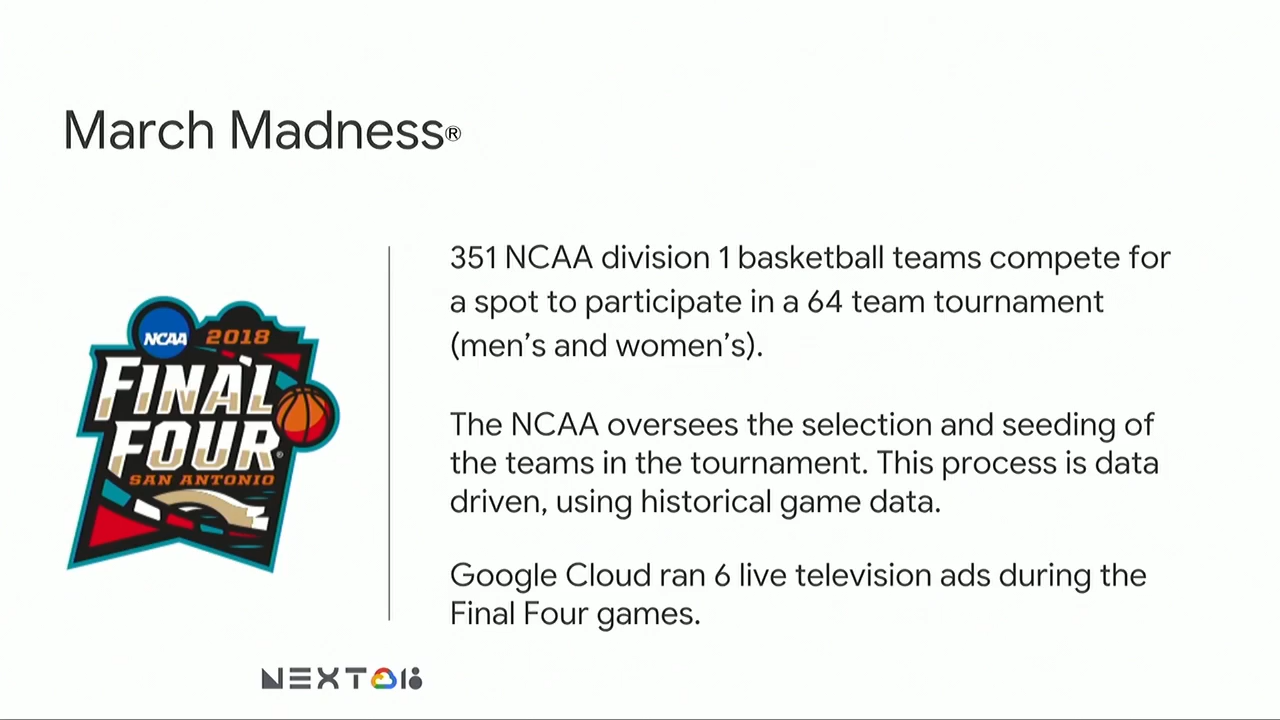 March Madness®
NCAA 2018
FINAL
FOUR®
SAN ANTONIO
351 NCAA division 1 basketball teams compete for
a spot to participate in a 64 team tournament
(men’s and women’s).
The NCAA oversees the selection and seeding of
the teams in the tournament. This process is data
driven, using historical game data.
Google Cloud ran 6 live television ads during the
Final Four games.
NEXT 18